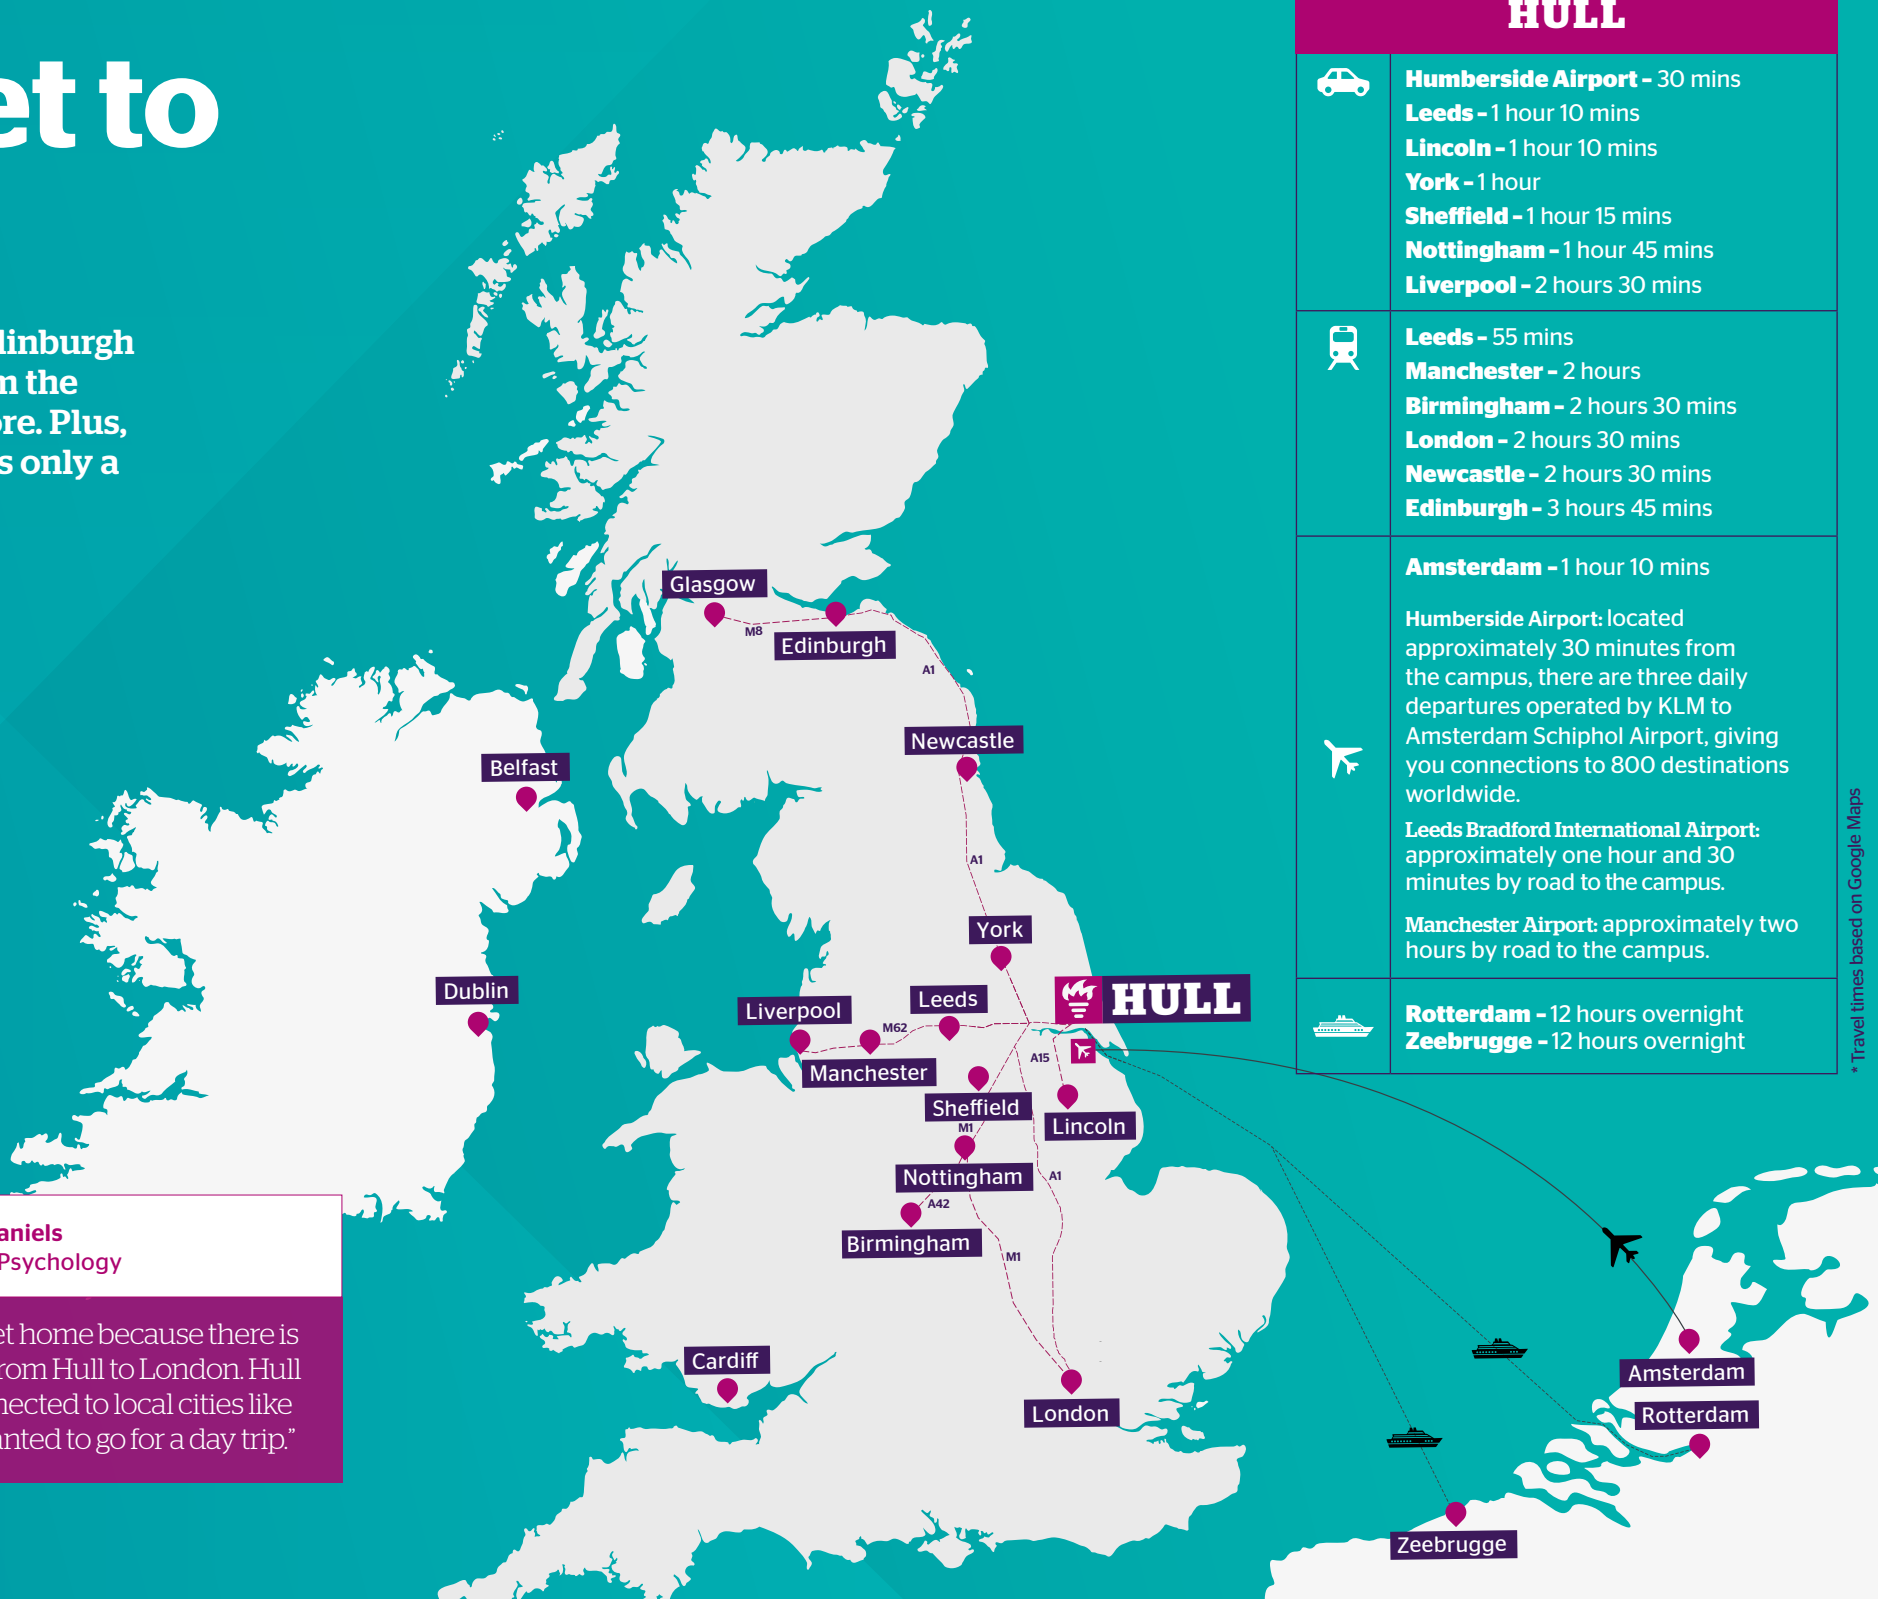 et to
linburgh
m the
ore. Plus,
s only a
HULL
Humberside Airport - 30 mins
Leeds - 1 hour 10 mins
Lincoln - 1 hour 10 mins
York - 1 hour
Sheffield - 1 hour 15 mins
Nottingham - 1 hour 45 mins
Liverpool - 2 hours 30 mins
Leeds - 55 mins
Manchester - 2 hours
Birmingham - 2 hours 30 mins
London - 2 hours 30 mins
Newcastle - 2 hours 30 mins
Edinburgh - 3 hours 45 mins
Amsterdam - 1 hour 10 mins
Humberside Airport: located
approximately 30 minutes from
the campus, there are three daily
departures operated by KLM to
Amsterdam Schiphol Airport, giving
you connections to 800 destinations
worldwide.
Leeds Bradford International Airport:
approximately one hour and 30
minutes by road to the campus.
Manchester Airport: approximately two
hours by road to the campus.
Rotterdam - 12 hours overnight
Zeebrugge - 12 hours overnight
* Travel times based on Google Maps
Glasgow
M8
Edinburgh
A1
Newcastle
Belfast
A1
York
Dublin
Liverpool
Leeds
HULL
M62
Manchester
A15
Sheffield
Lincoln
M1
Nottingham
A1
A42
Birmingham
M1
Cardiff
London
Amsterdam
Rotterdam
Zeebrugge
aniels
Psychology
et home because there is
rom Hull to London. Hull
nected to local cities like
anted to go for a day trip.”